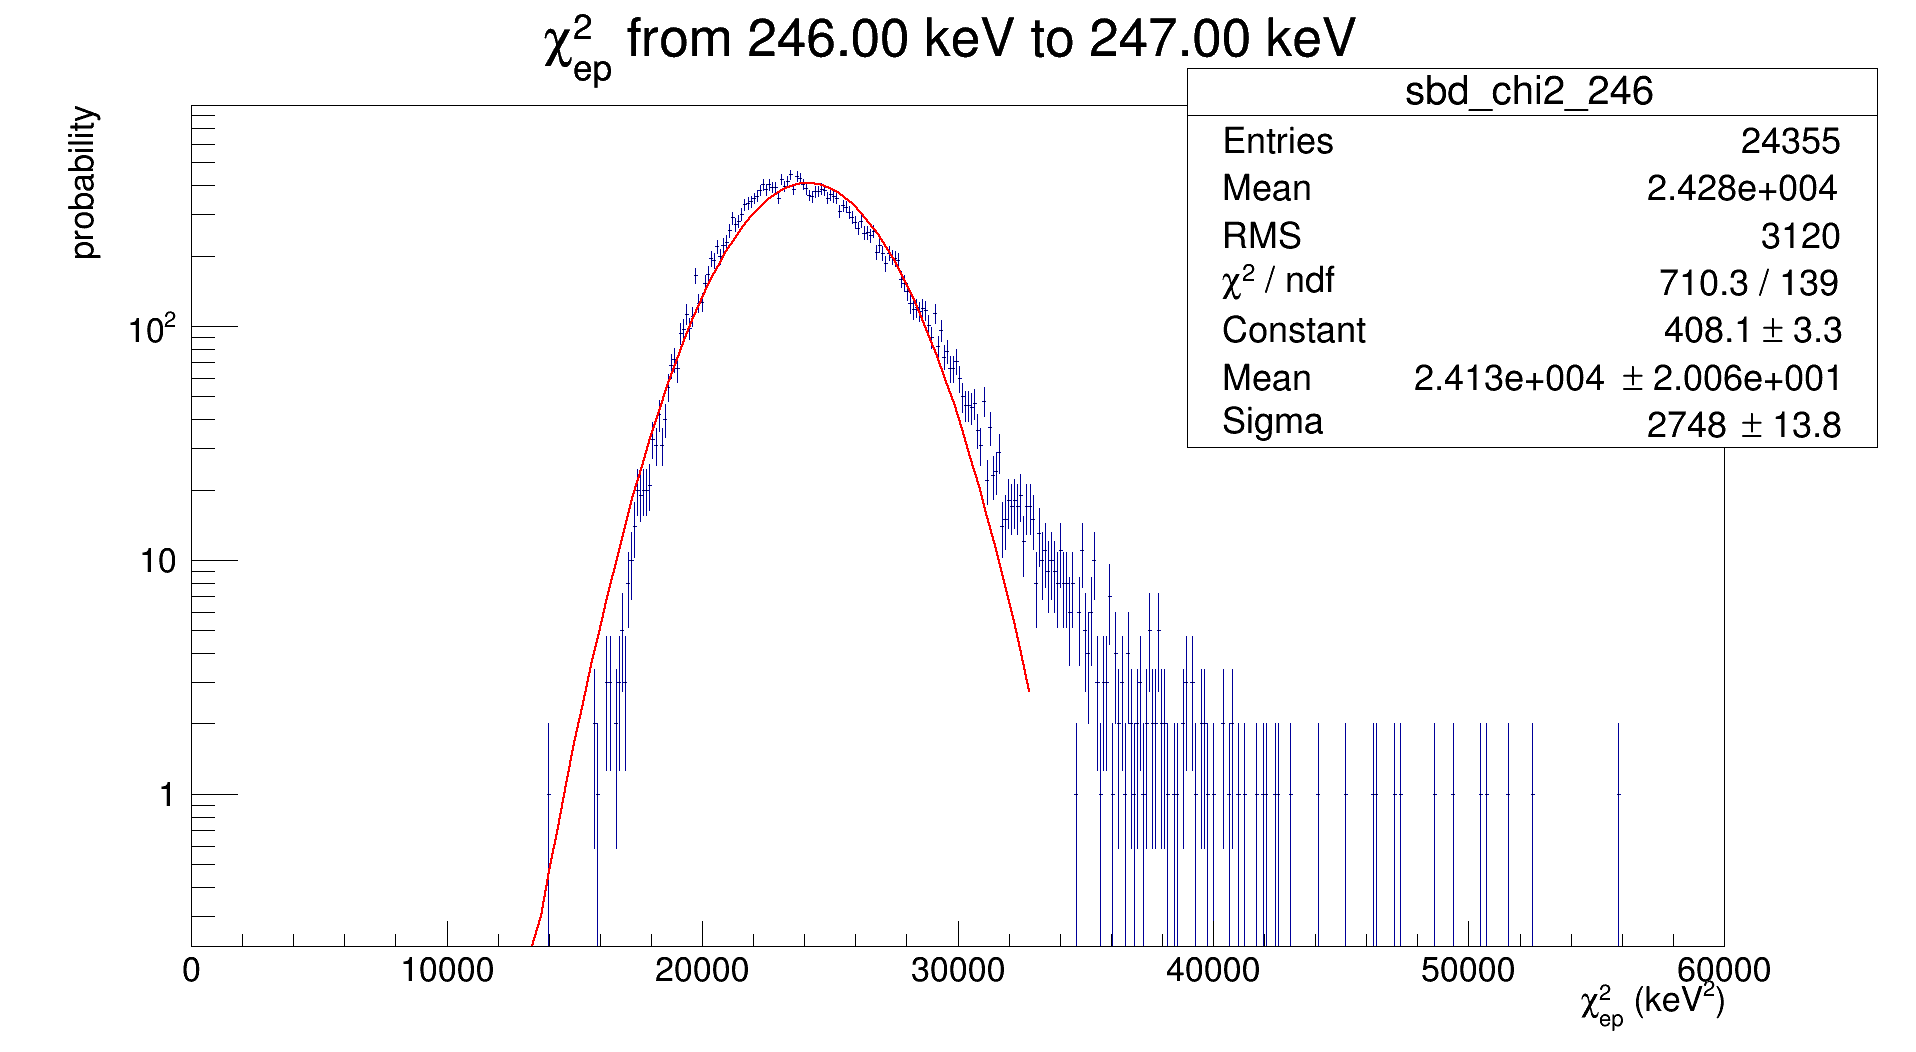 χ²ep from 246.00 keV to 247.00 keV
sbd_chi2_246
Entries 24355
Mean 2.428e+004
RMS 3120
χ² / ndf 710.3 / 139
Constant 408.1 ± 3.3
Mean 2.413e+004 ± 2.006e+001
Sigma 2748 ± 13.8
probability
10²
10
1
0 10000 20000 30000 40000 50000 60000
χ²ep (keV²)